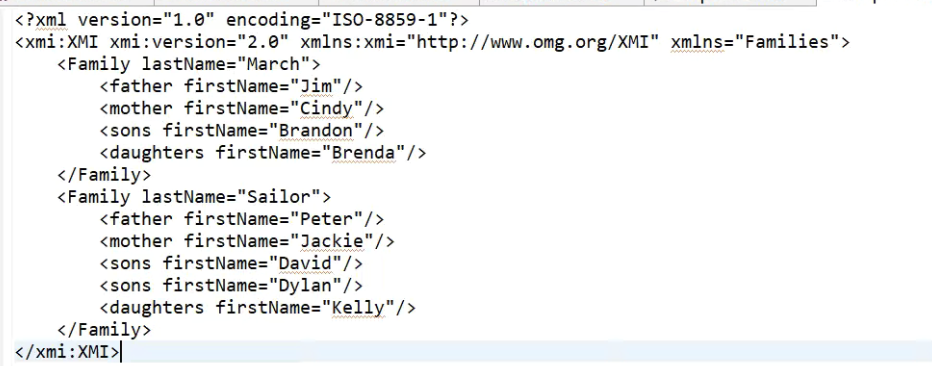 <?xml version="1.0" encoding="ISO-8859-1"?>
<xmi:XMI xmi:version="2.0" xmlns:xmi="http://www.omg.org/XMI" xmlns="Families">
    <Family lastName="March">
        <father firstName="Jim"/>
        <mother firstName="Cindy"/>
        <sons firstName="Brandon"/>
        <daughters firstName="Brenda"/>
    </Family>
    <Family lastName="Sailor">
        <father firstName="Peter"/>
        <mother firstName="Jackie"/>
        <sons firstName="David"/>
        <sons firstName="Dylan"/>
        <daughters firstName="Kelly"/>
    </Family>
</xmi:XMI>